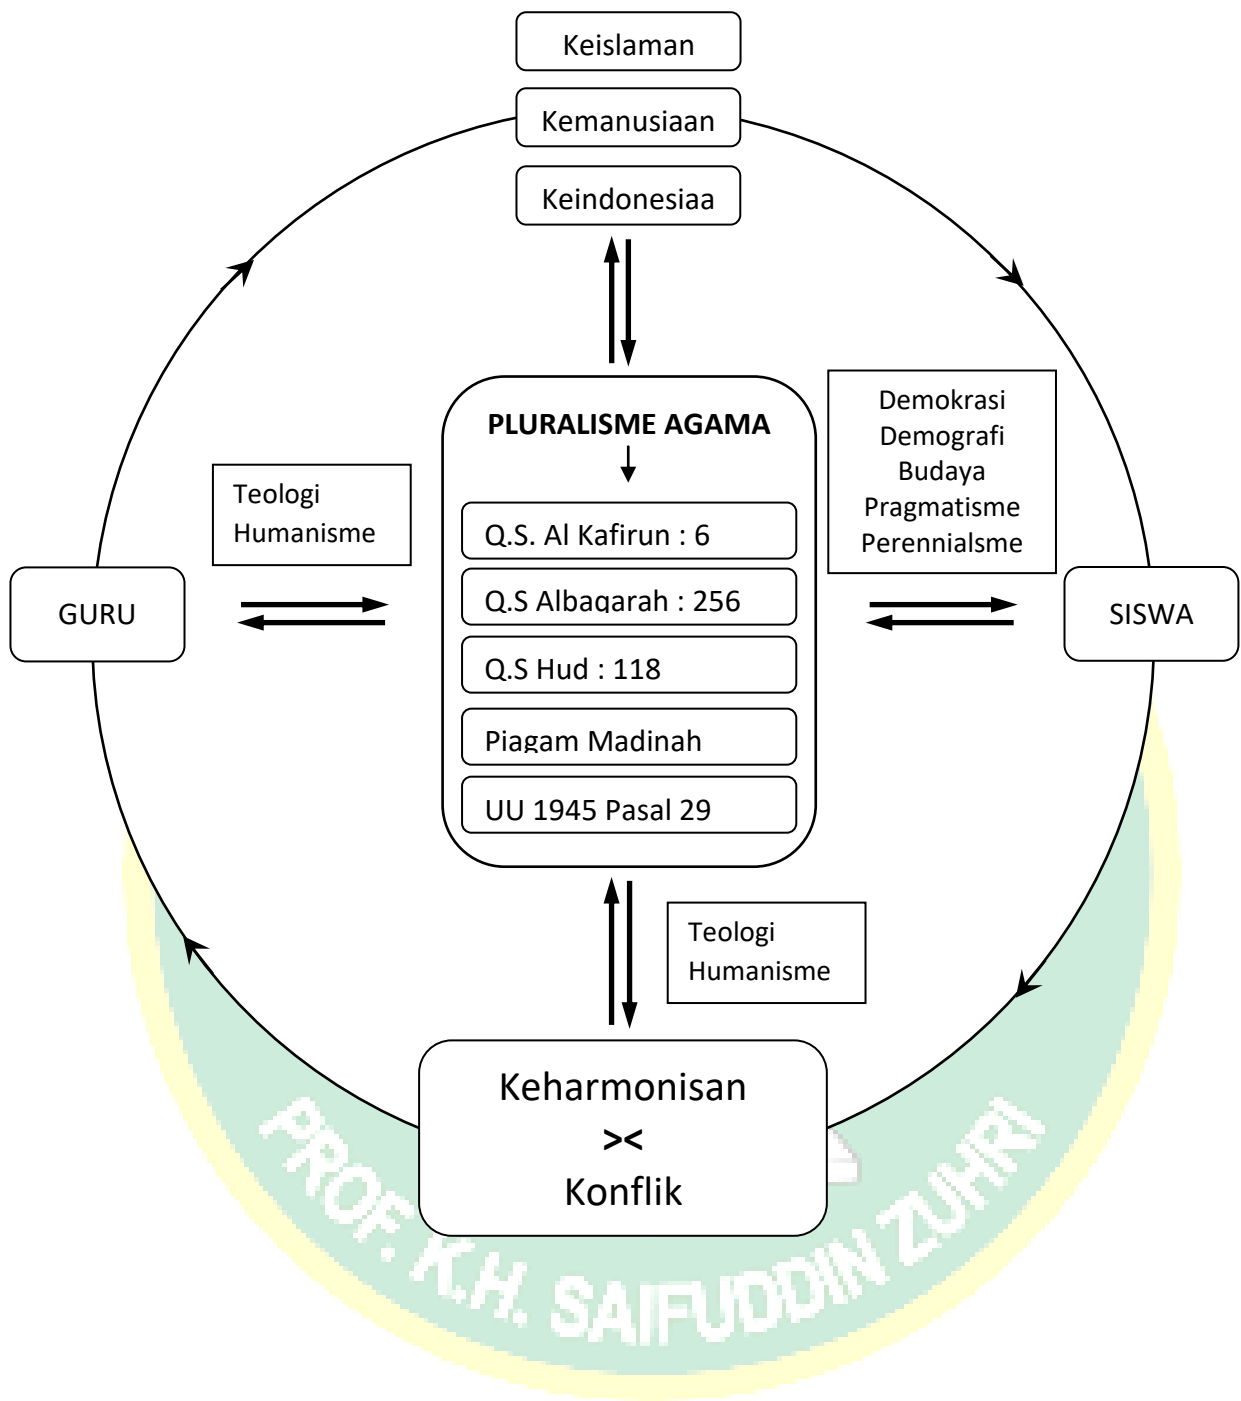 Keislaman
Kemanusiaan
Keindonesiaa
PLURALISME AGAMA
Q.S. Al Kafirun : 6
Q.S Albaqarah : 256
Q.S Hud : 118
Piagam Madinah
UU 1945 Pasal 29
Teologi
Humanisme
GURU
Demokrasi
Demografi
Budaya
Pragmatisme
Perennialsme
SISWA
Teologi
Humanisme
Keharmonisan
><
Konflik
PROF. K.H. SAIFUDDIN ZUHRI